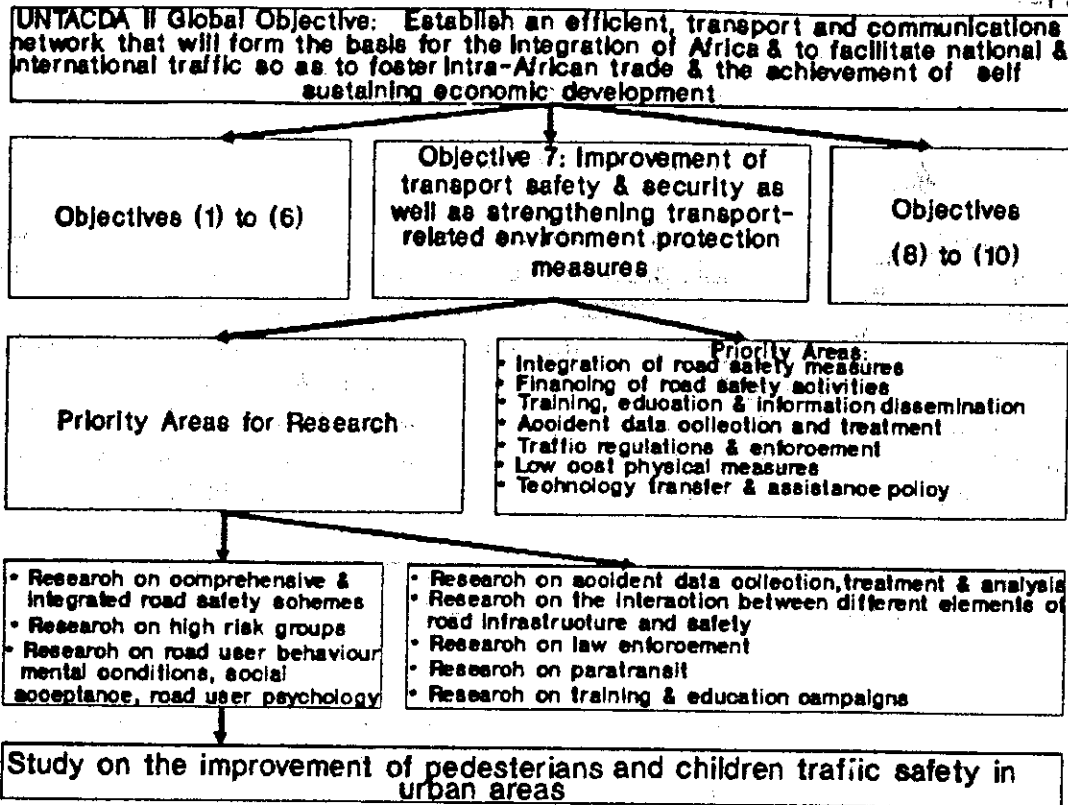 UNTACDA II Global Objective: Establish an efficient, transport and communications
network that will form the basis for the integration of Africa & to facilitate national &
international traffic so as to foster intra-African trade & the achievement of self
sustaining economic development
Objectives (1) to (6)
Objective 7: Improvement of
transport safety & security as
well as strengthening transport-
related environment protection
measures
Objectives
(8) to (10)
Priority Areas for Research
Priority Areas:
• Integration of road safety measures
• Financing of road safety activities
• Training, education & information dissemination
• Accident data collection and treatment
• Traffic regulations & enforcement
• Low cost physical measures
• Technology transfer & assistance policy
• Research on comprehensive &
integrated road safety schemes
• Research on high risk groups
• Research on road user behaviour
mental conditions, social
acceptance, road user psychology
• Research on accident data collection, treatment & analysis
• Research on the interaction between different elements of
road infrastructure and safety
• Research on law enforcement
• Research on paratransit
• Research on training & education campaigns
Study on the improvement of pedesterians and children traffic safety in
urban areas